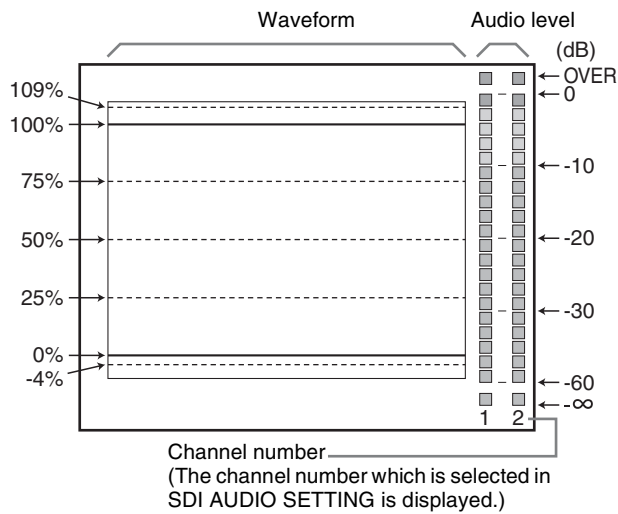 Waveform
Audio level
(dB)
OVER
109%
0
100%
-10
75%
50%
-20
25%
-30
0%
-4%
-60
-∞
1 2
Channel number
(The channel number which is selected in
SDI AUDIO SETTING is displayed.)